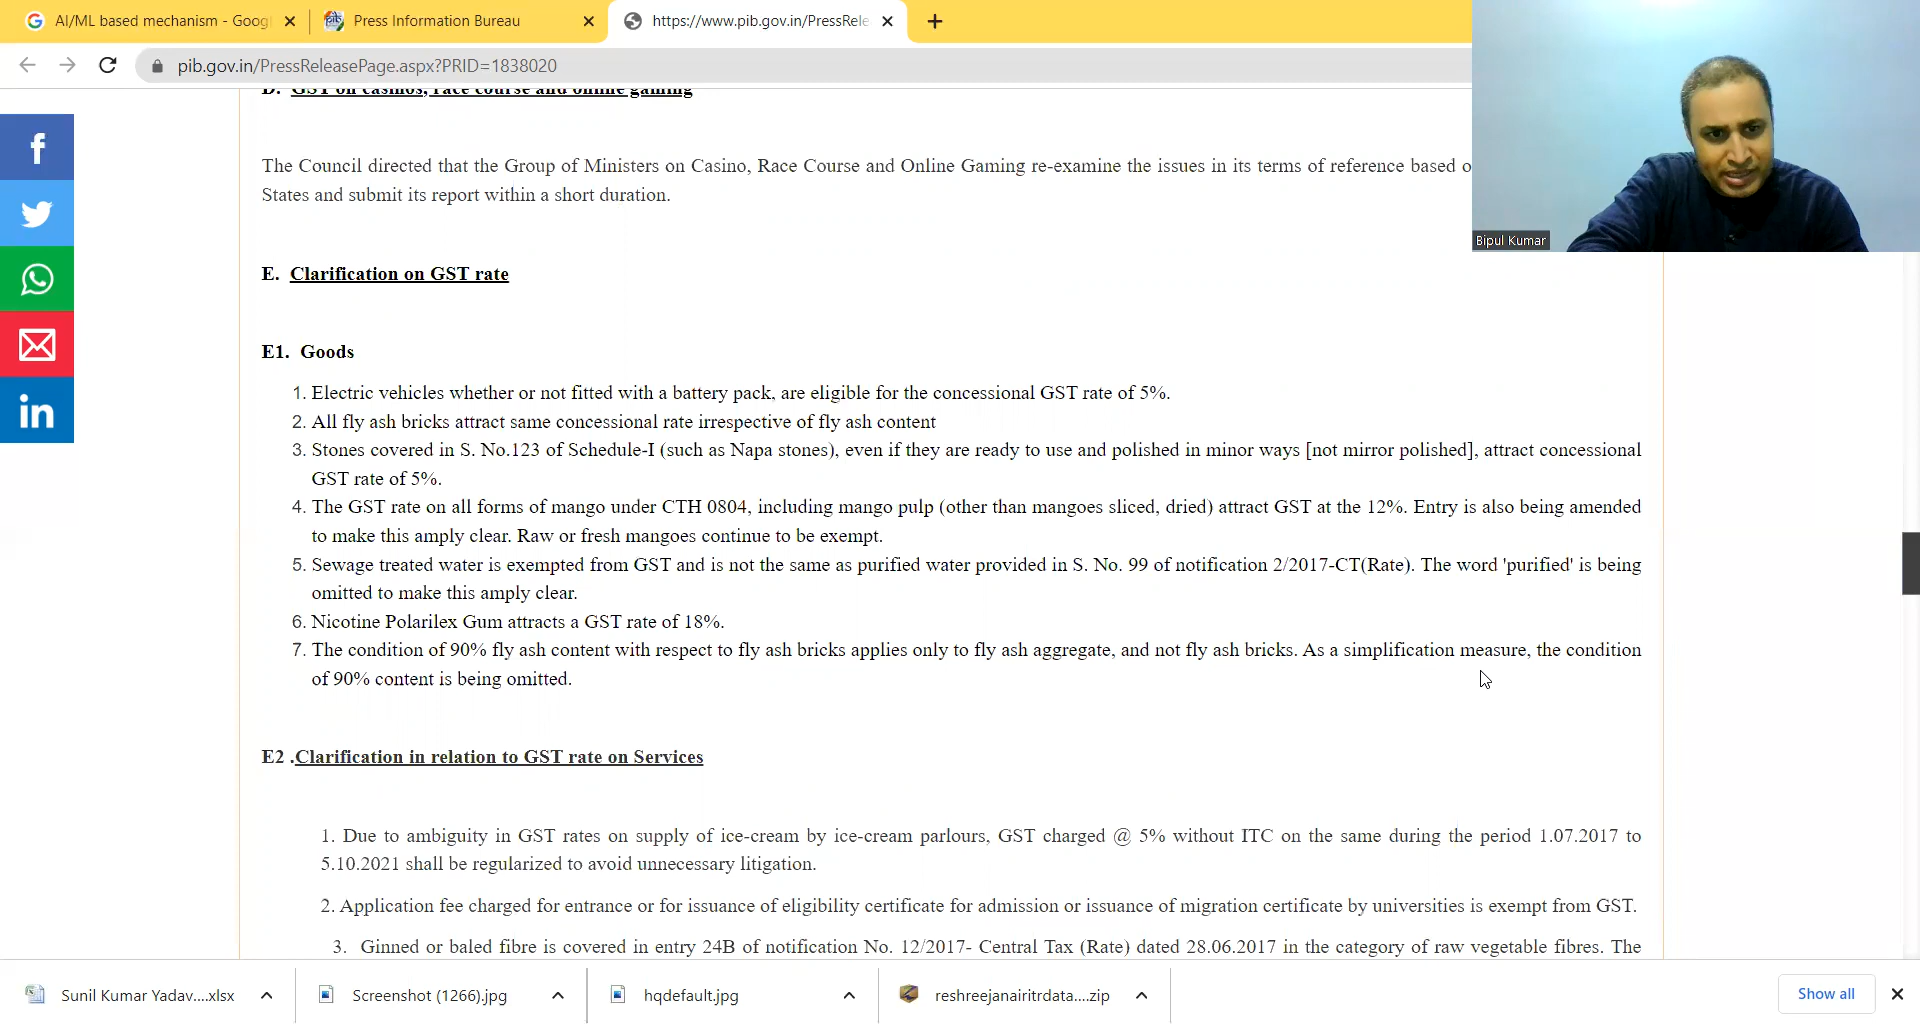 AI/ML based mechanism - Goog
Press Information Bureau
https://www.pib.gov.in/PressRele
pib.gov.in/PressReleasePage.aspx?PRID=1838020
D. GST on casinos, race course and online gaming
The Council directed that the Group of Ministers on Casino, Race Course and Online Gaming re-examine the issues in its terms of reference based o
States and submit its report within a short duration.
Bipul Kumar
E. Clarification on GST rate
E1. Goods
1. Electric vehicles whether or not fitted with a battery pack, are eligible for the concessional GST rate of 5%.
2. All fly ash bricks attract same concessional rate irrespective of fly ash content
3. Stones covered in S. No.123 of Schedule-I (such as Napa stones), even if they are ready to use and polished in minor ways [not mirror polished], attract concessional
GST rate of 5%.
4. The GST rate on all forms of mango under CTH 0804, including mango pulp (other than mangoes sliced, dried) attract GST at the 12%. Entry is also being amended
to make this amply clear. Raw or fresh mangoes continue to be exempt.
5. Sewage treated water is exempted from GST and is not the same as purified water provided in S. No. 99 of notification 2/2017-CT(Rate). The word 'purified' is being
omitted to make this amply clear.
6. Nicotine Polarilex Gum attracts a GST rate of 18%.
7. The condition of 90% fly ash content with respect to fly ash bricks applies only to fly ash aggregate, and not fly ash bricks. As a simplification measure, the condition
of 90% content is being omitted.
E2 .Clarification in relation to GST rate on Services
1. Due to ambiguity in GST rates on supply of ice-cream by ice-cream parlours, GST charged @ 5% without ITC on the same during the period 1.07.2017 to
5.10.2021 shall be regularized to avoid unnecessary litigation.
2. Application fee charged for entrance or for issuance of eligibility certificate for admission or issuance of migration certificate by universities is exempt from GST.
3. Ginned or baled fibre is covered in entry 24B of notification No. 12/2017- Central Tax (Rate) dated 28.06.2017 in the category of raw vegetable fibres. The
Sunil Kumar Yadav....xlsx
Screenshot (1266).jpg
hqdefault.jpg
reshreejanairitrdata....zip
Show all